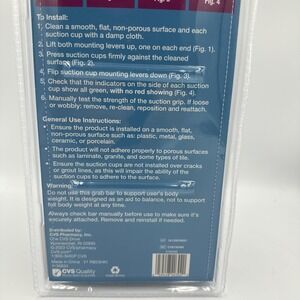 Fig. 4
To Install:
1. Clean a smooth, flat, non-porous surface and each
suction cup with a damp cloth.
2. Lift both mounting levers up, one on each end (Fig. 1).
3. Press suction cups firmly against the cleaned
surface (Fig. 2).
4. Flip suction cup mounting levers down (Fig. 3).
5. Check that the indicators on the side of each suction
cup show all green, with no red showing (Fig. 4).
6. Manually test the strength of the suction grip. If loose
or wobbly: remove, re-clean, reposition and reattach.
General Use Instructions:
• Ensure the product is installed on a smooth, flat,
non-porous surface such as: plastic, metal, glass,
ceramic, or porcelain.
• The product will not adhere properly to porous surfaces
such as laminate, granite, and some types of tile.
• Ensure the suction cups are not installed over cracks
or grout lines, as this will impair the ability of the
suction cups to adhere to the surface.
Warning:
Do not use this grab bar to support user's body
weight. It is designed as an aid to balance, not to support
full body weight at any time.
Always check bar manually before use to make sure it's
securely attached. Remove and reinstall if needed.
Distributed by:
CVS Pharmacy, Inc.
One CVS Drive
Woonsocket, RI 02895
CVS.com®
1-800-SHOP CVS
Made in China
CVS Quality